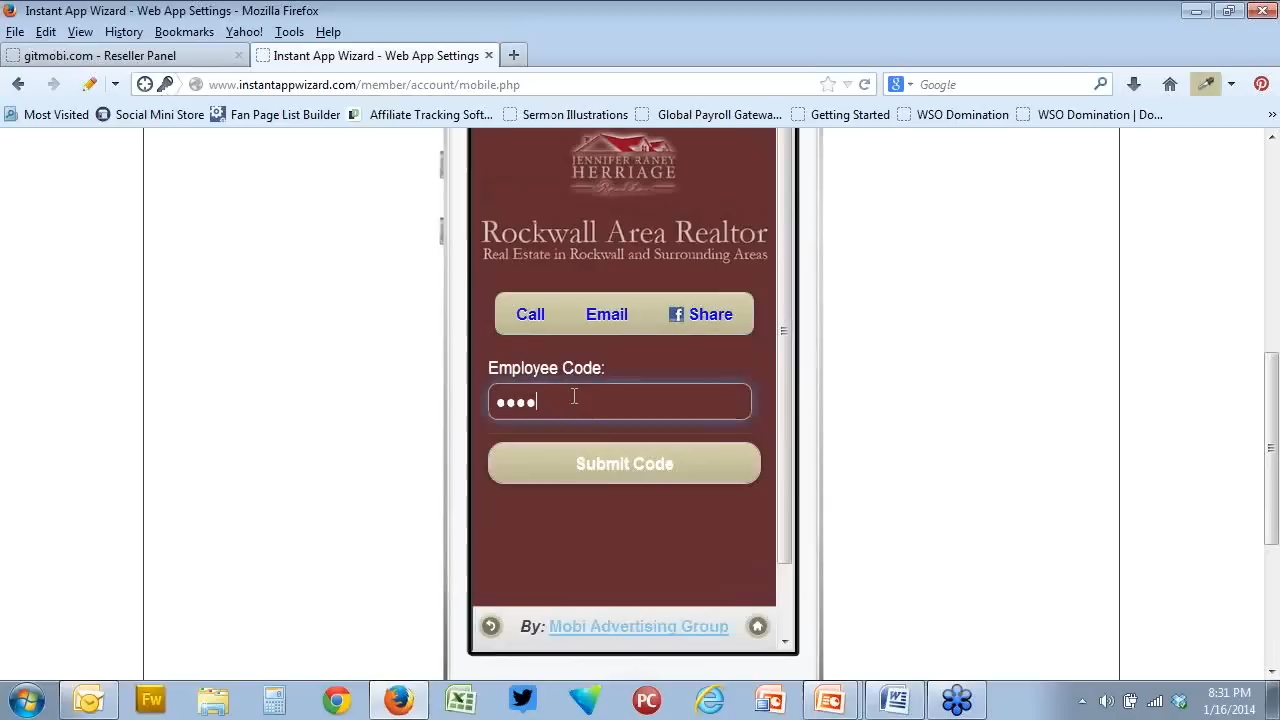 Instant App Wizard - Web App Settings - Mozilla Firefox
File Edit View History Bookmarks Yahoo! Tools Help
gitmobi.com - Reseller Panel
Instant App Wizard - Web App Settings
www.instantappwizard.com/member/account/mobile.php
Google
Most Visited Social Mini Store Fan Page List Builder Affiliate Tracking Soft... Sermon Illustrations Global Payroll Gatewa... Getting Started WSO Domination WSO Domination | Do...
JENNIFER RANEY
HERRIAGE
Rockwall Area Realtor
Real Estate in Rockwall and Surrounding Areas
Call Email f Share
Employee Code:
••••
Submit Code
By: Mobi Advertising Group
Fw
PC
8:31 PM
1/16/2014